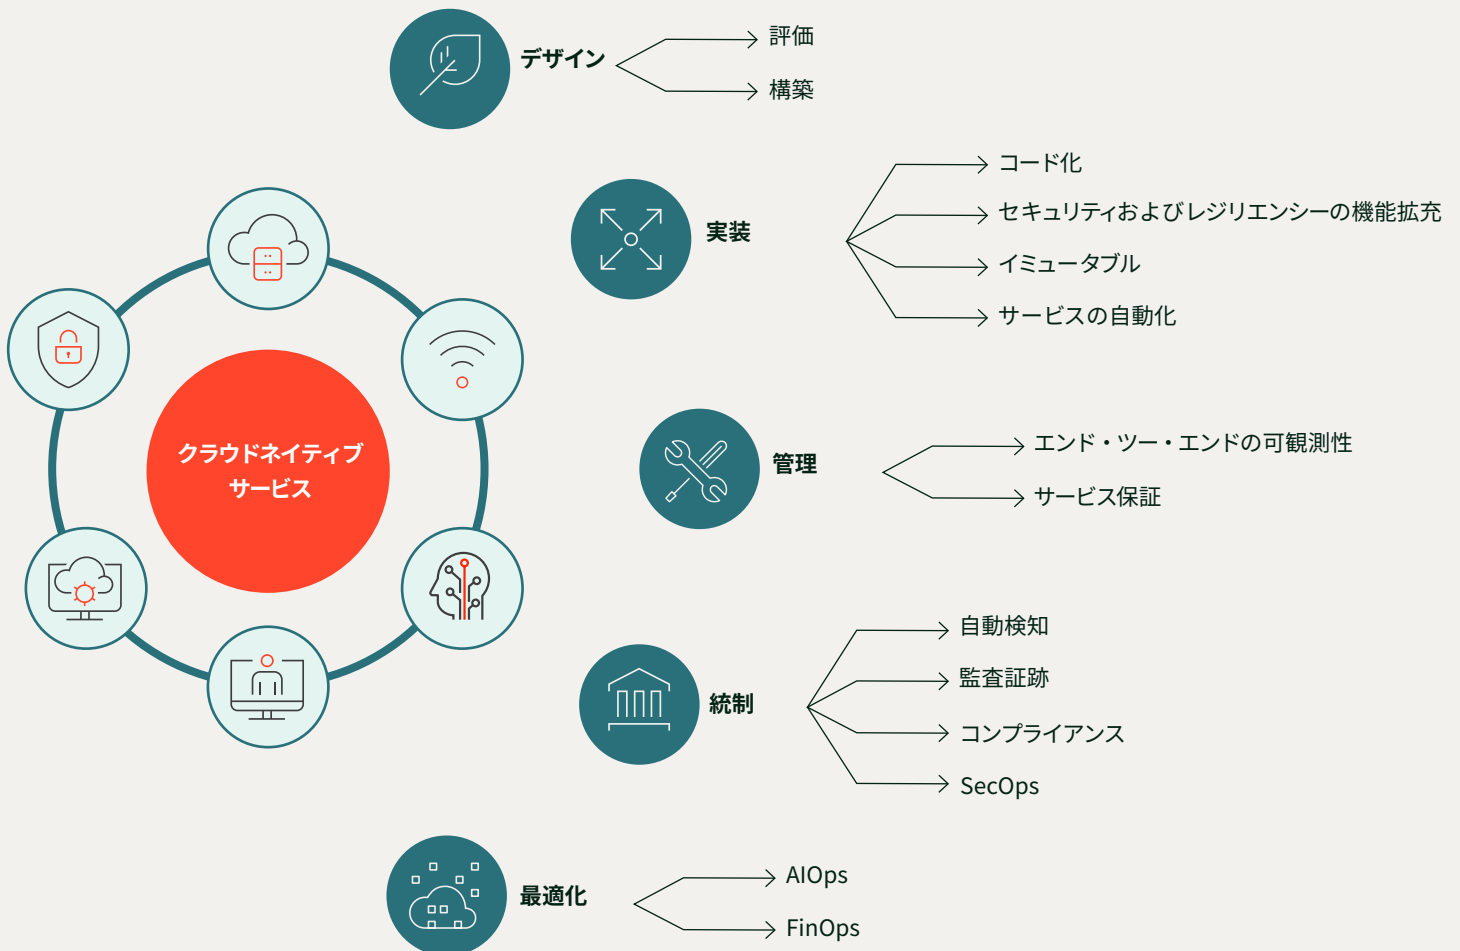 デザイン
評価
構築
実装
コード化
セキュリティおよびレジリエンシーの機能拡充
イミュータブル
サービスの自動化
クラウドネイティブ
サービス
管理
エンド・ツー・エンドの可観測性
サービス保証
統制
自動検知
監査証跡
コンプライアンス
SecOps
最適化
AIOps
FinOps